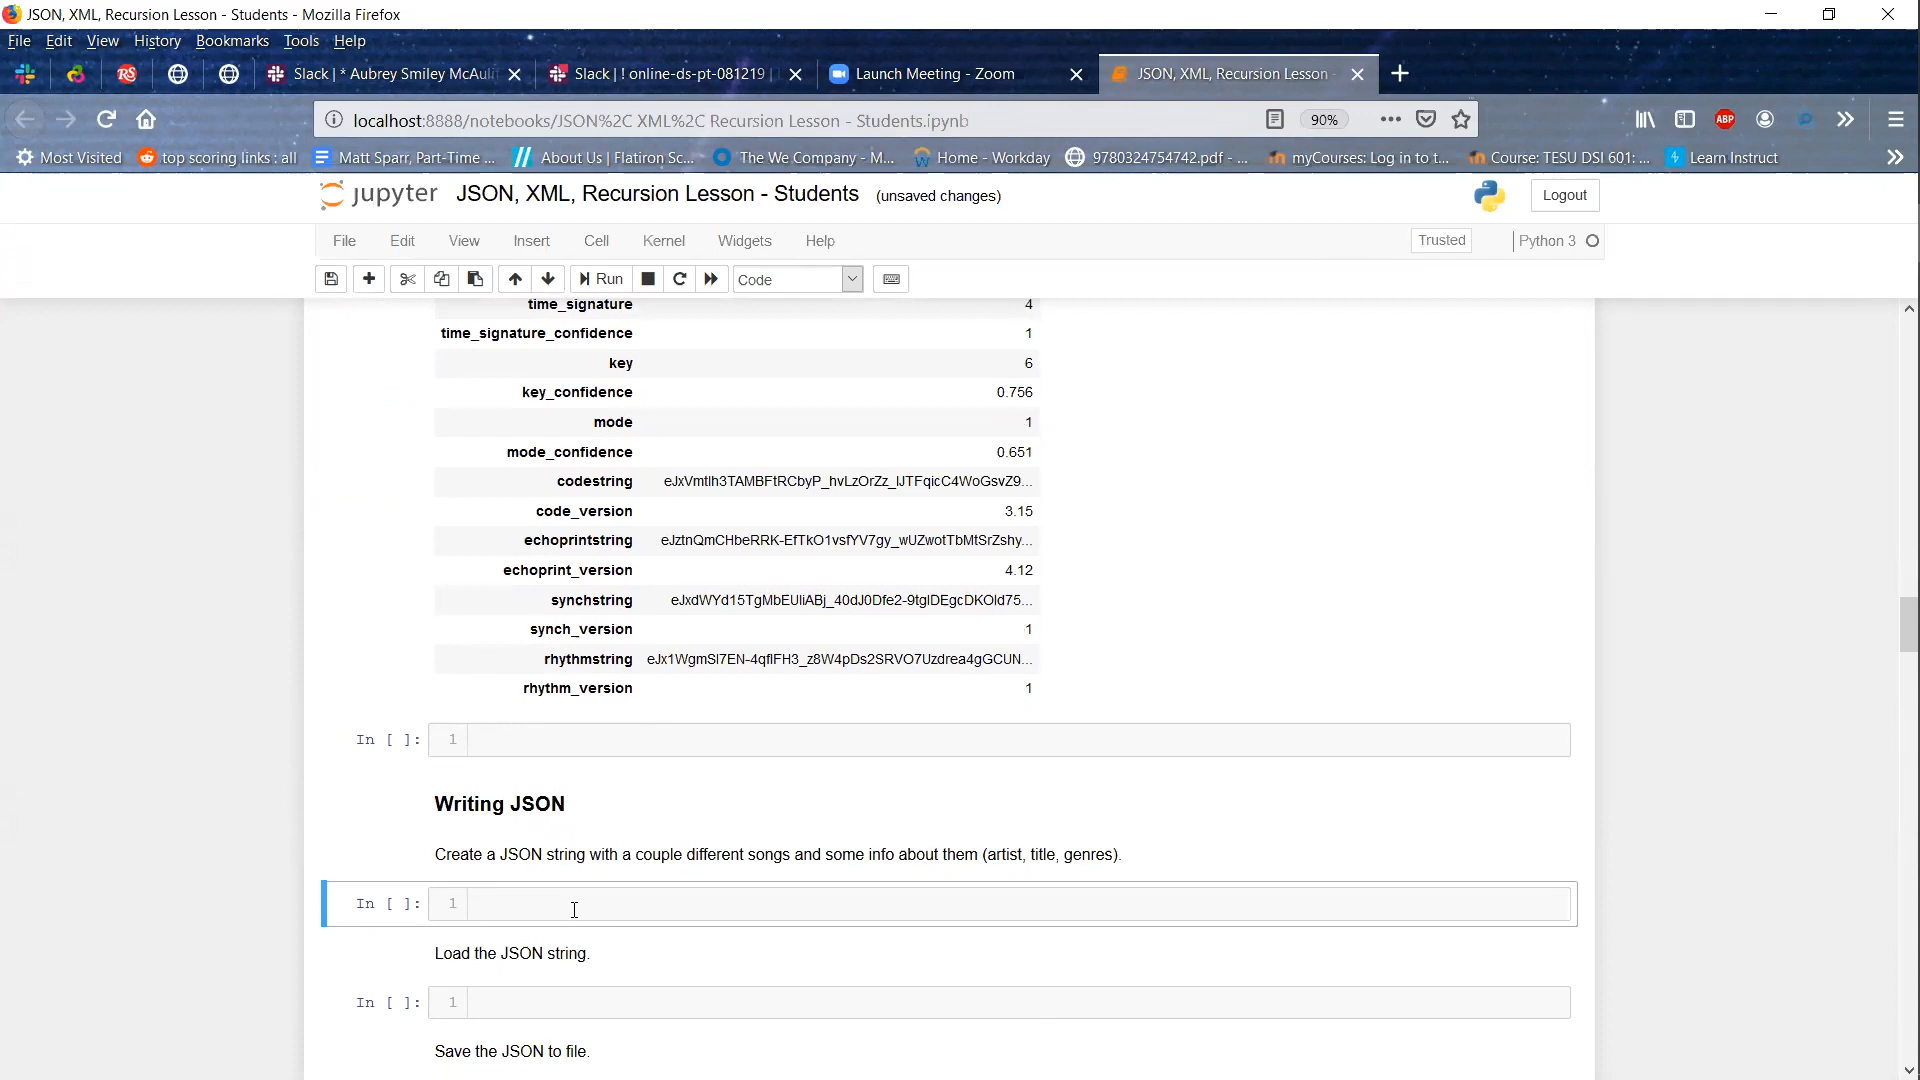 JSON, XML, Recursion Lesson - Students - Mozilla Firefox
File Edit View History Bookmarks Tools Help
RS Slack | * Aubrey Smiley McAuli Slack | ! online-ds-pt-081219 | Launch Meeting - Zoom JSON, XML, Recursion Lesson -
localhost:8888/notebooks/JSON%2C XML%2C Recursion Lesson - Students.ipynb 90% ABP
Most Visited top scoring links : all Matt Sparr, Part-Time ... About Us | Flatiron Sc... The We Company - M... Home - Workday 9780324754742.pdf - ... myCourses: Log in to t... Course: TESU DSI 601: ... Learn Instruct
jupyter JSON, XML, Recursion Lesson - Students (unsaved changes) Logout
File Edit View Insert Cell Kernel Widgets Help Trusted Python 3
Run Code
time_signature 4
time_signature_confidence 1
key 6
key_confidence 0.756
mode 1
mode_confidence 0.651
codestring eJxVmtlh3TAMBFtRCbyP_hvLzOrZz_IJTFqicC4WoGsvZ9...
code_version 3.15
echoprintstring eJztnQmCHbeRRK-EfTkO1vsfYV7gy_wUZwotTbMtSrZshy...
echoprint_version 4.12
synchstring eJxdWYd15TgMbEUliABj_40dJ0Dfe2-9tglDEgcDKOld75...
synch_version 1
rhythmstring eJx1WgmSl7EN-4qflFH3_z8W4pDs2SRVO7Uzdrea4gGCUN...
rhythm_version 1
In [ ]: 1
Writing JSON
Create a JSON string with a couple different songs and some info about them (artist, title, genres).
In [ ]: 1
Load the JSON string.
In [ ]: 1
Save the JSON to file.